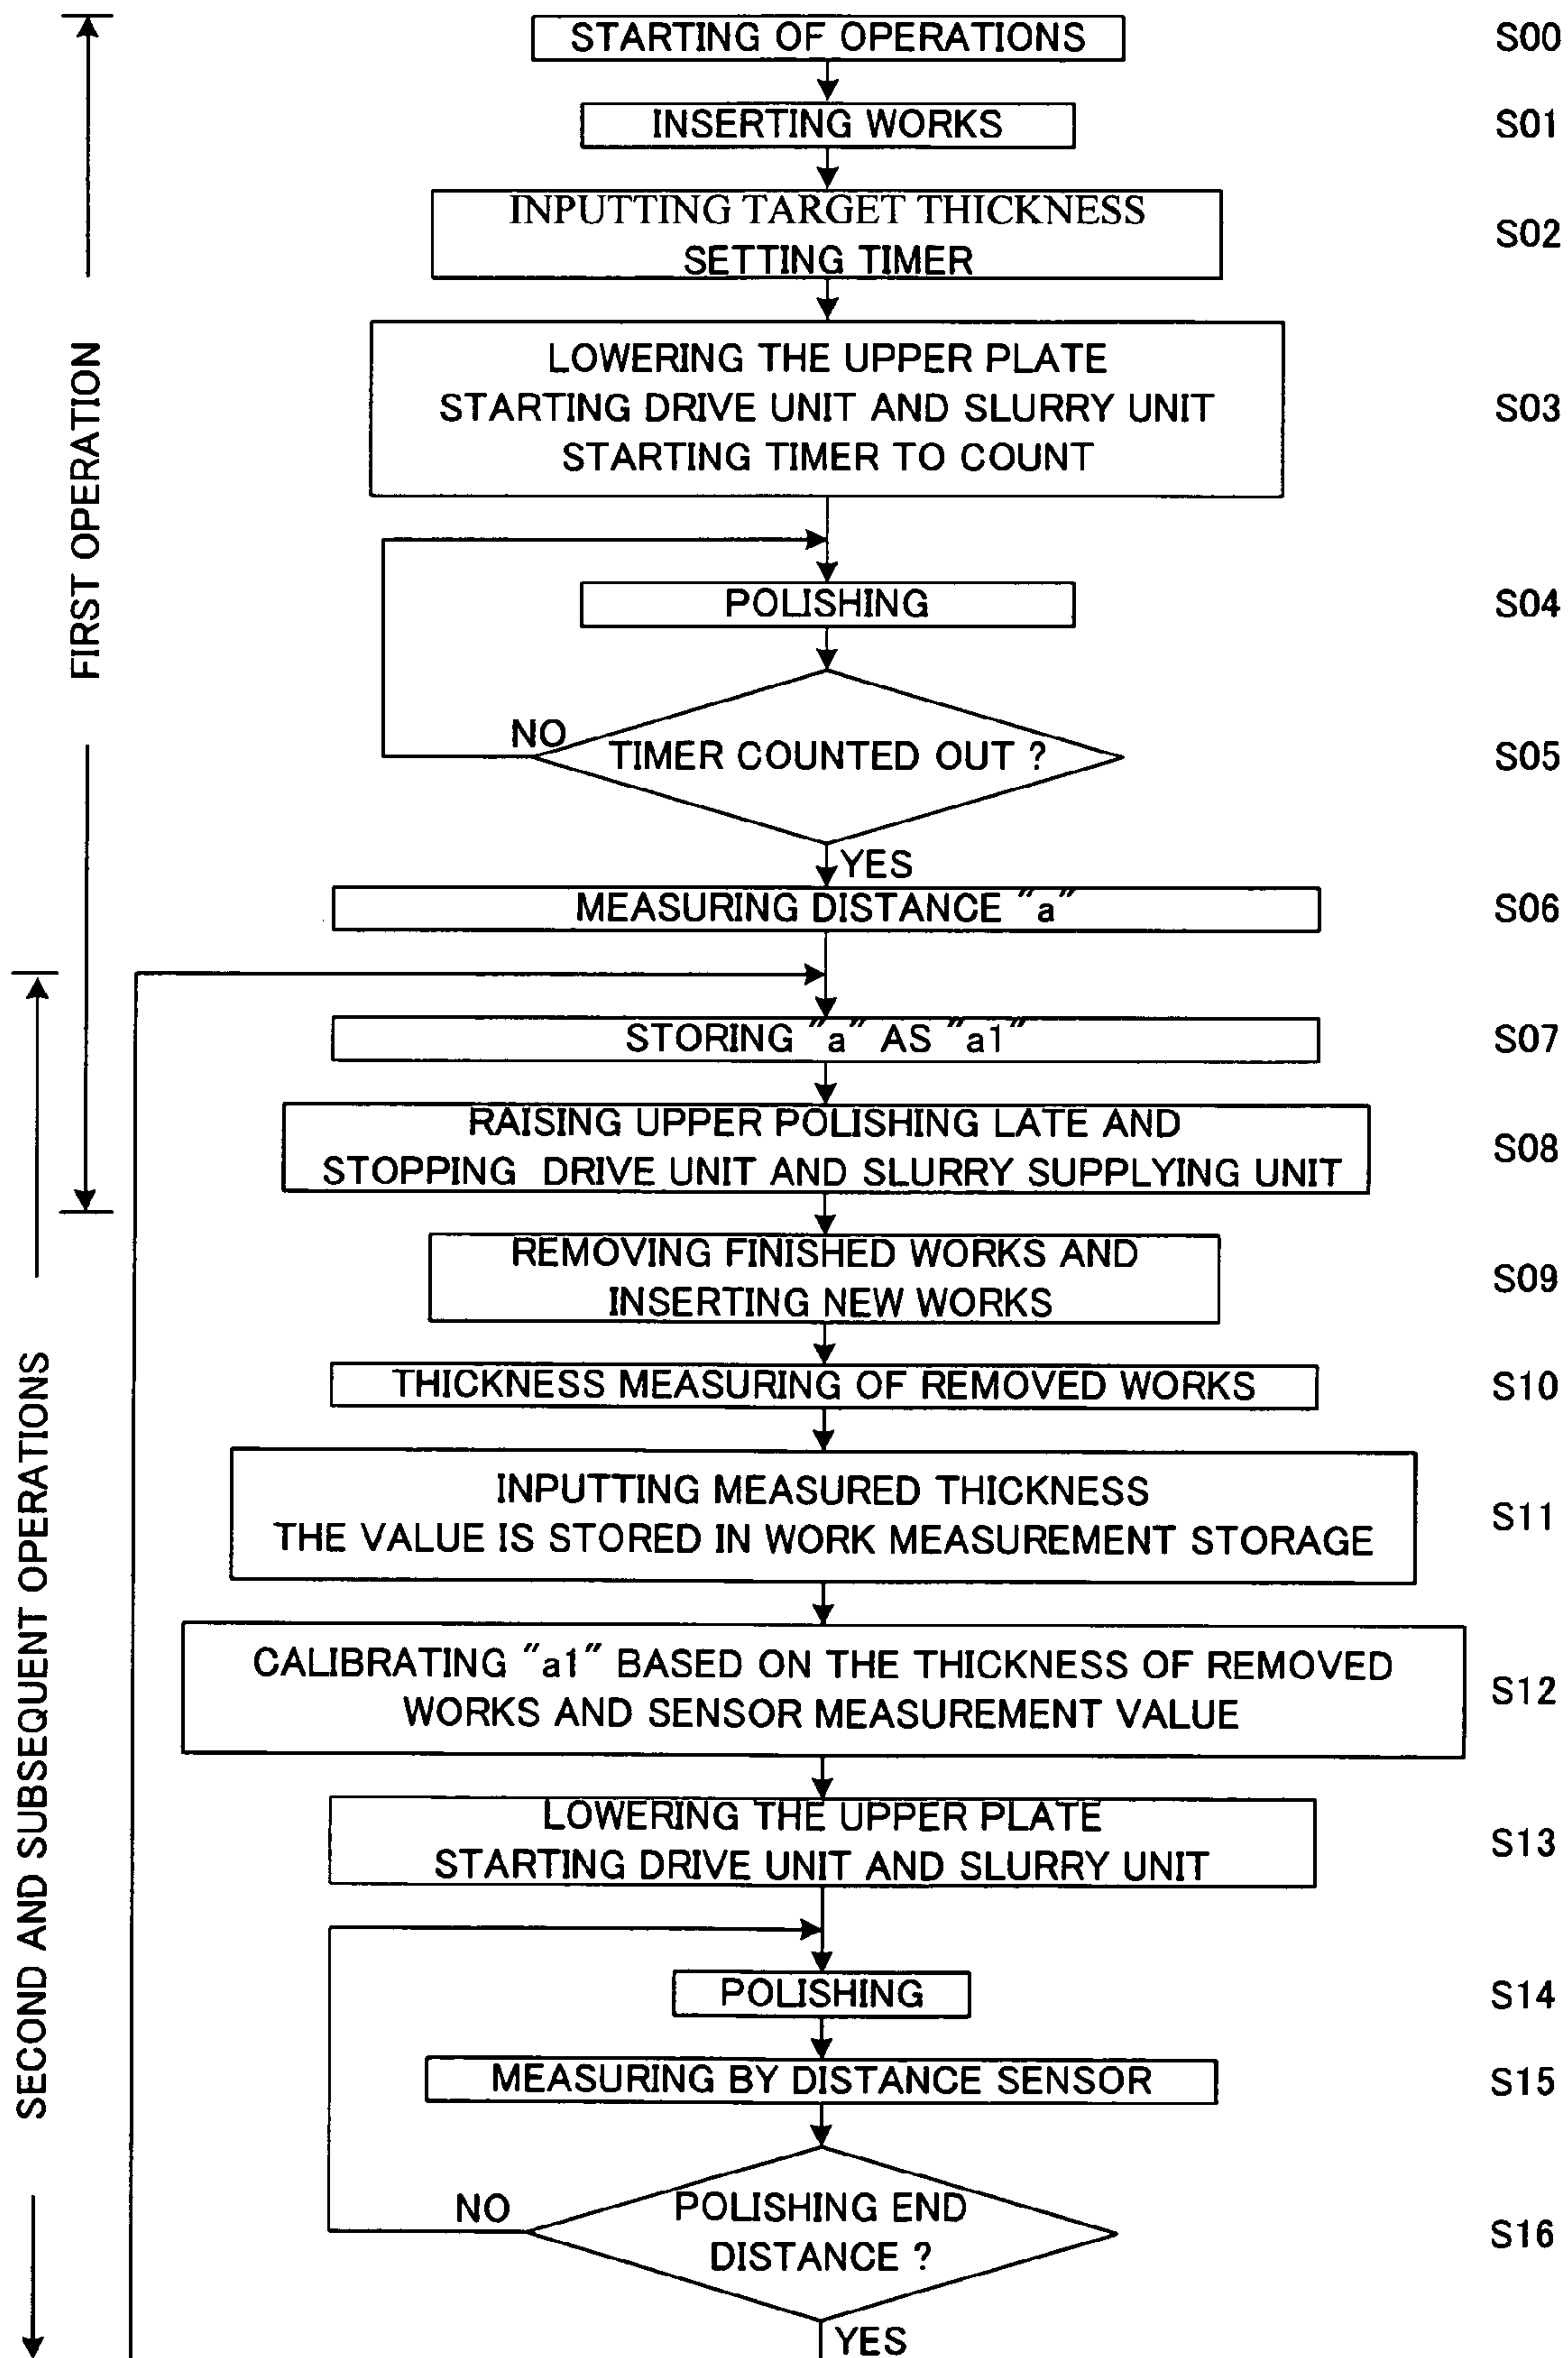 STARTING OF OPERATIONS
S00
INSERTING WORKS
S01
INPUTTING TARGET THICKNESS
SETTING TIMER
S02
LOWERING THE UPPER PLATE
STARTING DRIVE UNIT AND SLURRY UNIT
STARTING TIMER TO COUNT
S03
FIRST OPERATION
POLISHING
S04
NO
TIMER COUNTED OUT ?
S05
YES
MEASURING DISTANCE "a"
S06
STORING "a" AS "a1"
S07
RAISING UPPER POLISHING LATE AND
STOPPING DRIVE UNIT AND SLURRY SUPPLYING UNIT
S08
REMOVING FINISHED WORKS AND
INSERTING NEW WORKS
S09
THICKNESS MEASURING OF REMOVED WORKS
S10
INPUTTING MEASURED THICKNESS
THE VALUE IS STORED IN WORK MEASUREMENT STORAGE
S11
SECOND AND SUBSEQUENT OPERATIONS
CALIBRATING "a1" BASED ON THE THICKNESS OF REMOVED
WORKS AND SENSOR MEASUREMENT VALUE
S12
LOWERING THE UPPER PLATE
STARTING DRIVE UNIT AND SLURRY UNIT
S13
POLISHING
S14
MEASURING BY DISTANCE SENSOR
S15
NO
POLISHING END
DISTANCE ?
S16
YES